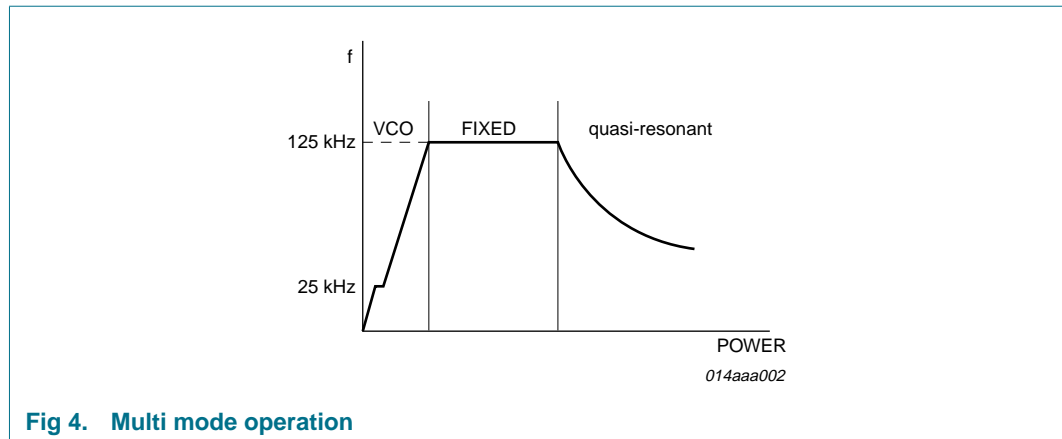 f
VCO
FIXED
quasi-resonant
125 kHz
25 kHz
POWER
014aaa002
Fig 4. Multi mode operation